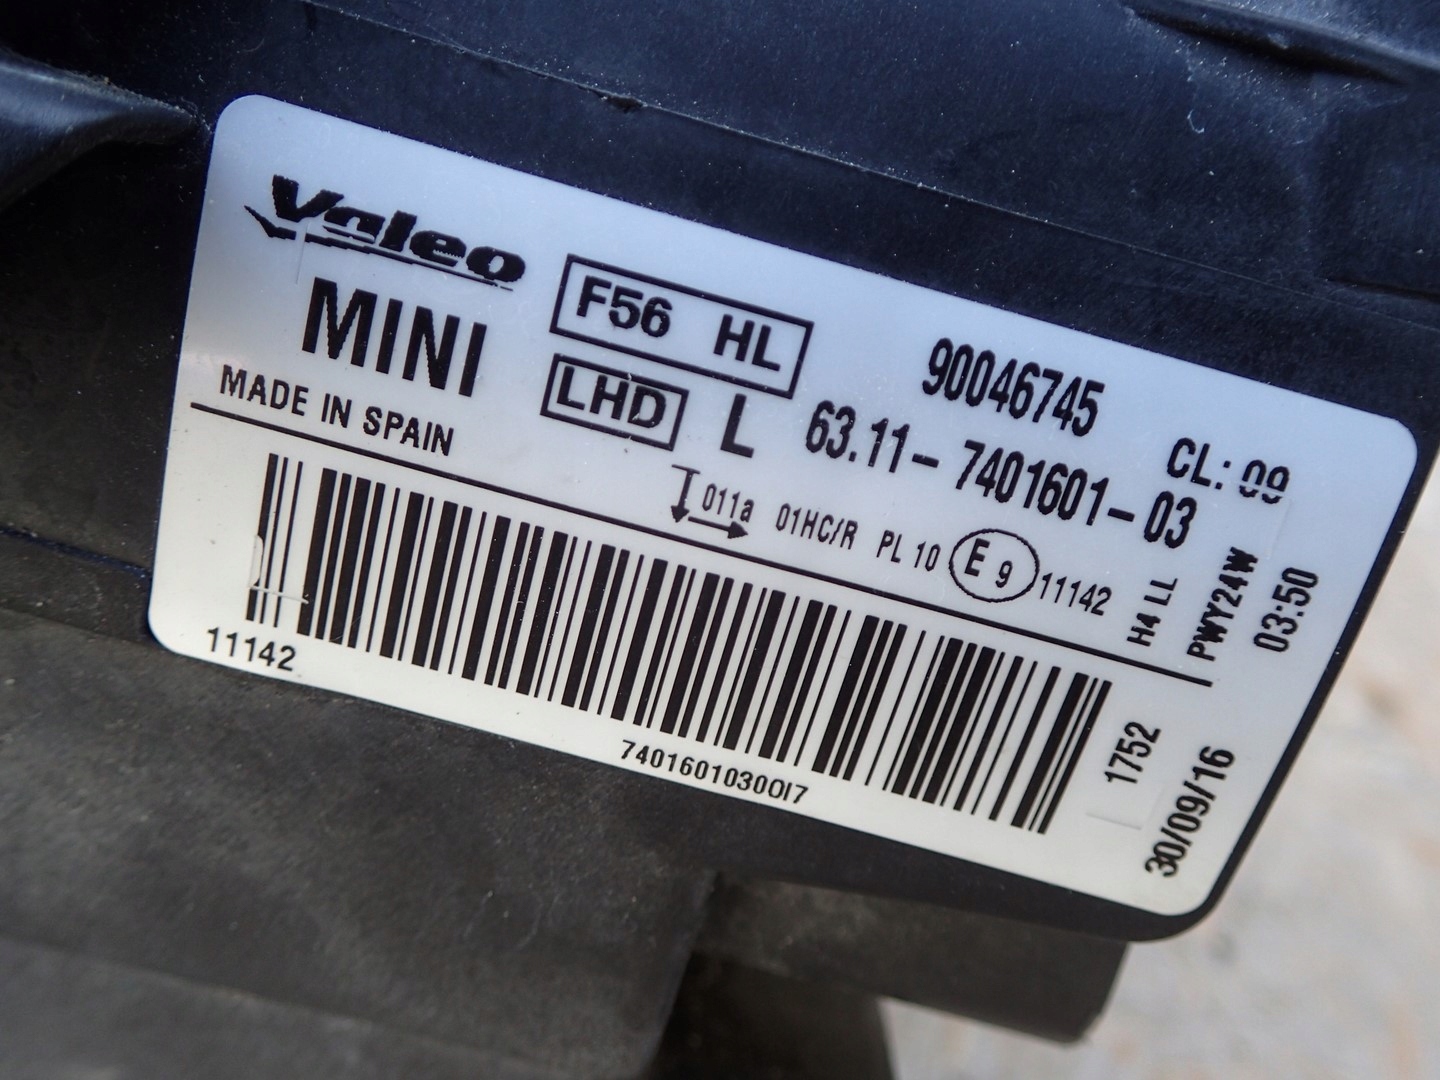 Valeo
MINI
MADE IN SPAIN
F56 HL
LHD L
90046745
63.11-7401601-03
CL: 09
011a 01HC/R PL 10 E 9 11142
H4 LL
PWY24W
03:50
11142
74016010300I7
1752
30/09/16